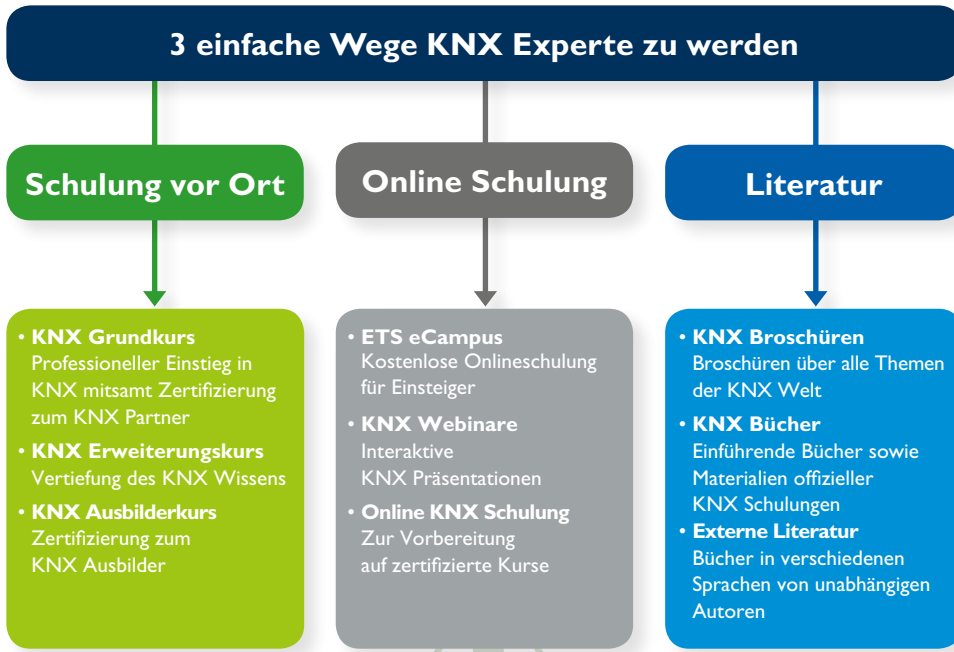 3 einfache Wege KNX Experte zu werden
Schulung vor Ort
• KNX Grundkurs
Professioneller Einstieg in
KNX mitsamt Zertifizierung
zum KNX Partner
• KNX Erweiterungskurs
Vertiefung des KNX Wissens
• KNX Ausbilderkurs
Zertifizierung zum
KNX Ausbilder
Online Schulung
• ETS eCampus
Kostenlose Onlineschulung
für Einsteiger
• KNX Webinare
Interaktive
KNX Präsentationen
• Online KNX Schulung
Zur Vorbereitung
auf zertifizierte Kurse
Literatur
• KNX Broschüren
Broschüren über alle Themen
der KNX Welt
• KNX Bücher
Einführende Bücher sowie
Materialien offizieller
KNX Schulungen
• Externe Literatur
Bücher in verschiedenen
Sprachen von unabhängigen
Autoren